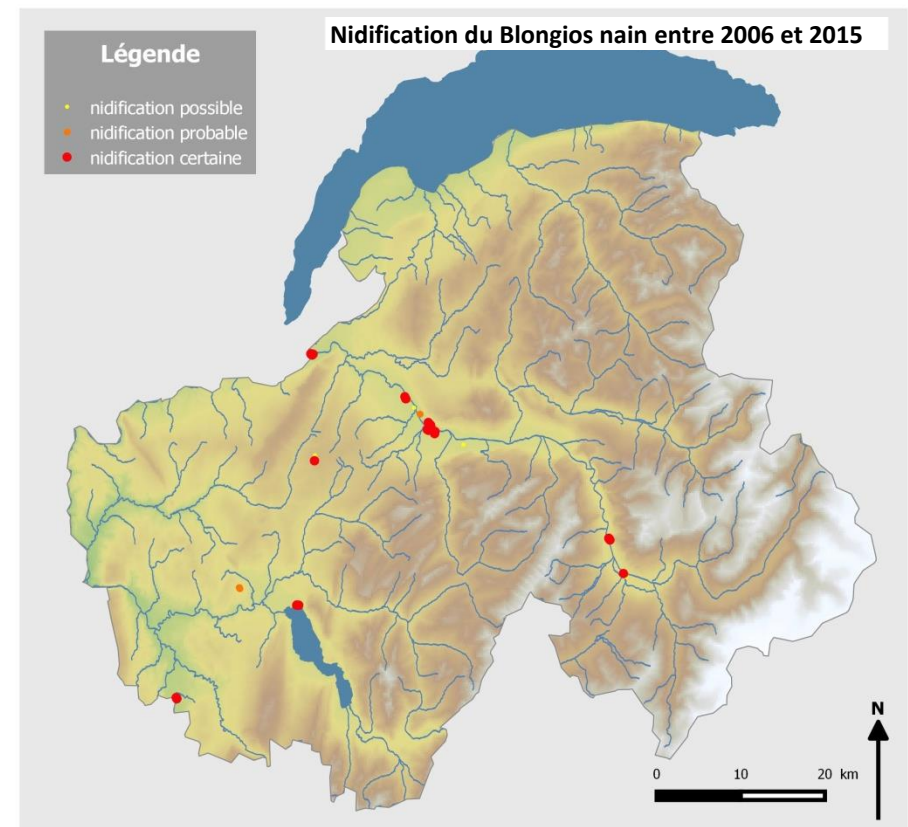 Nidification du Blongios nain entre 2006 et 2015
Légende
nidification possible
nidification probable
nidification certaine
N
0 10 20 km